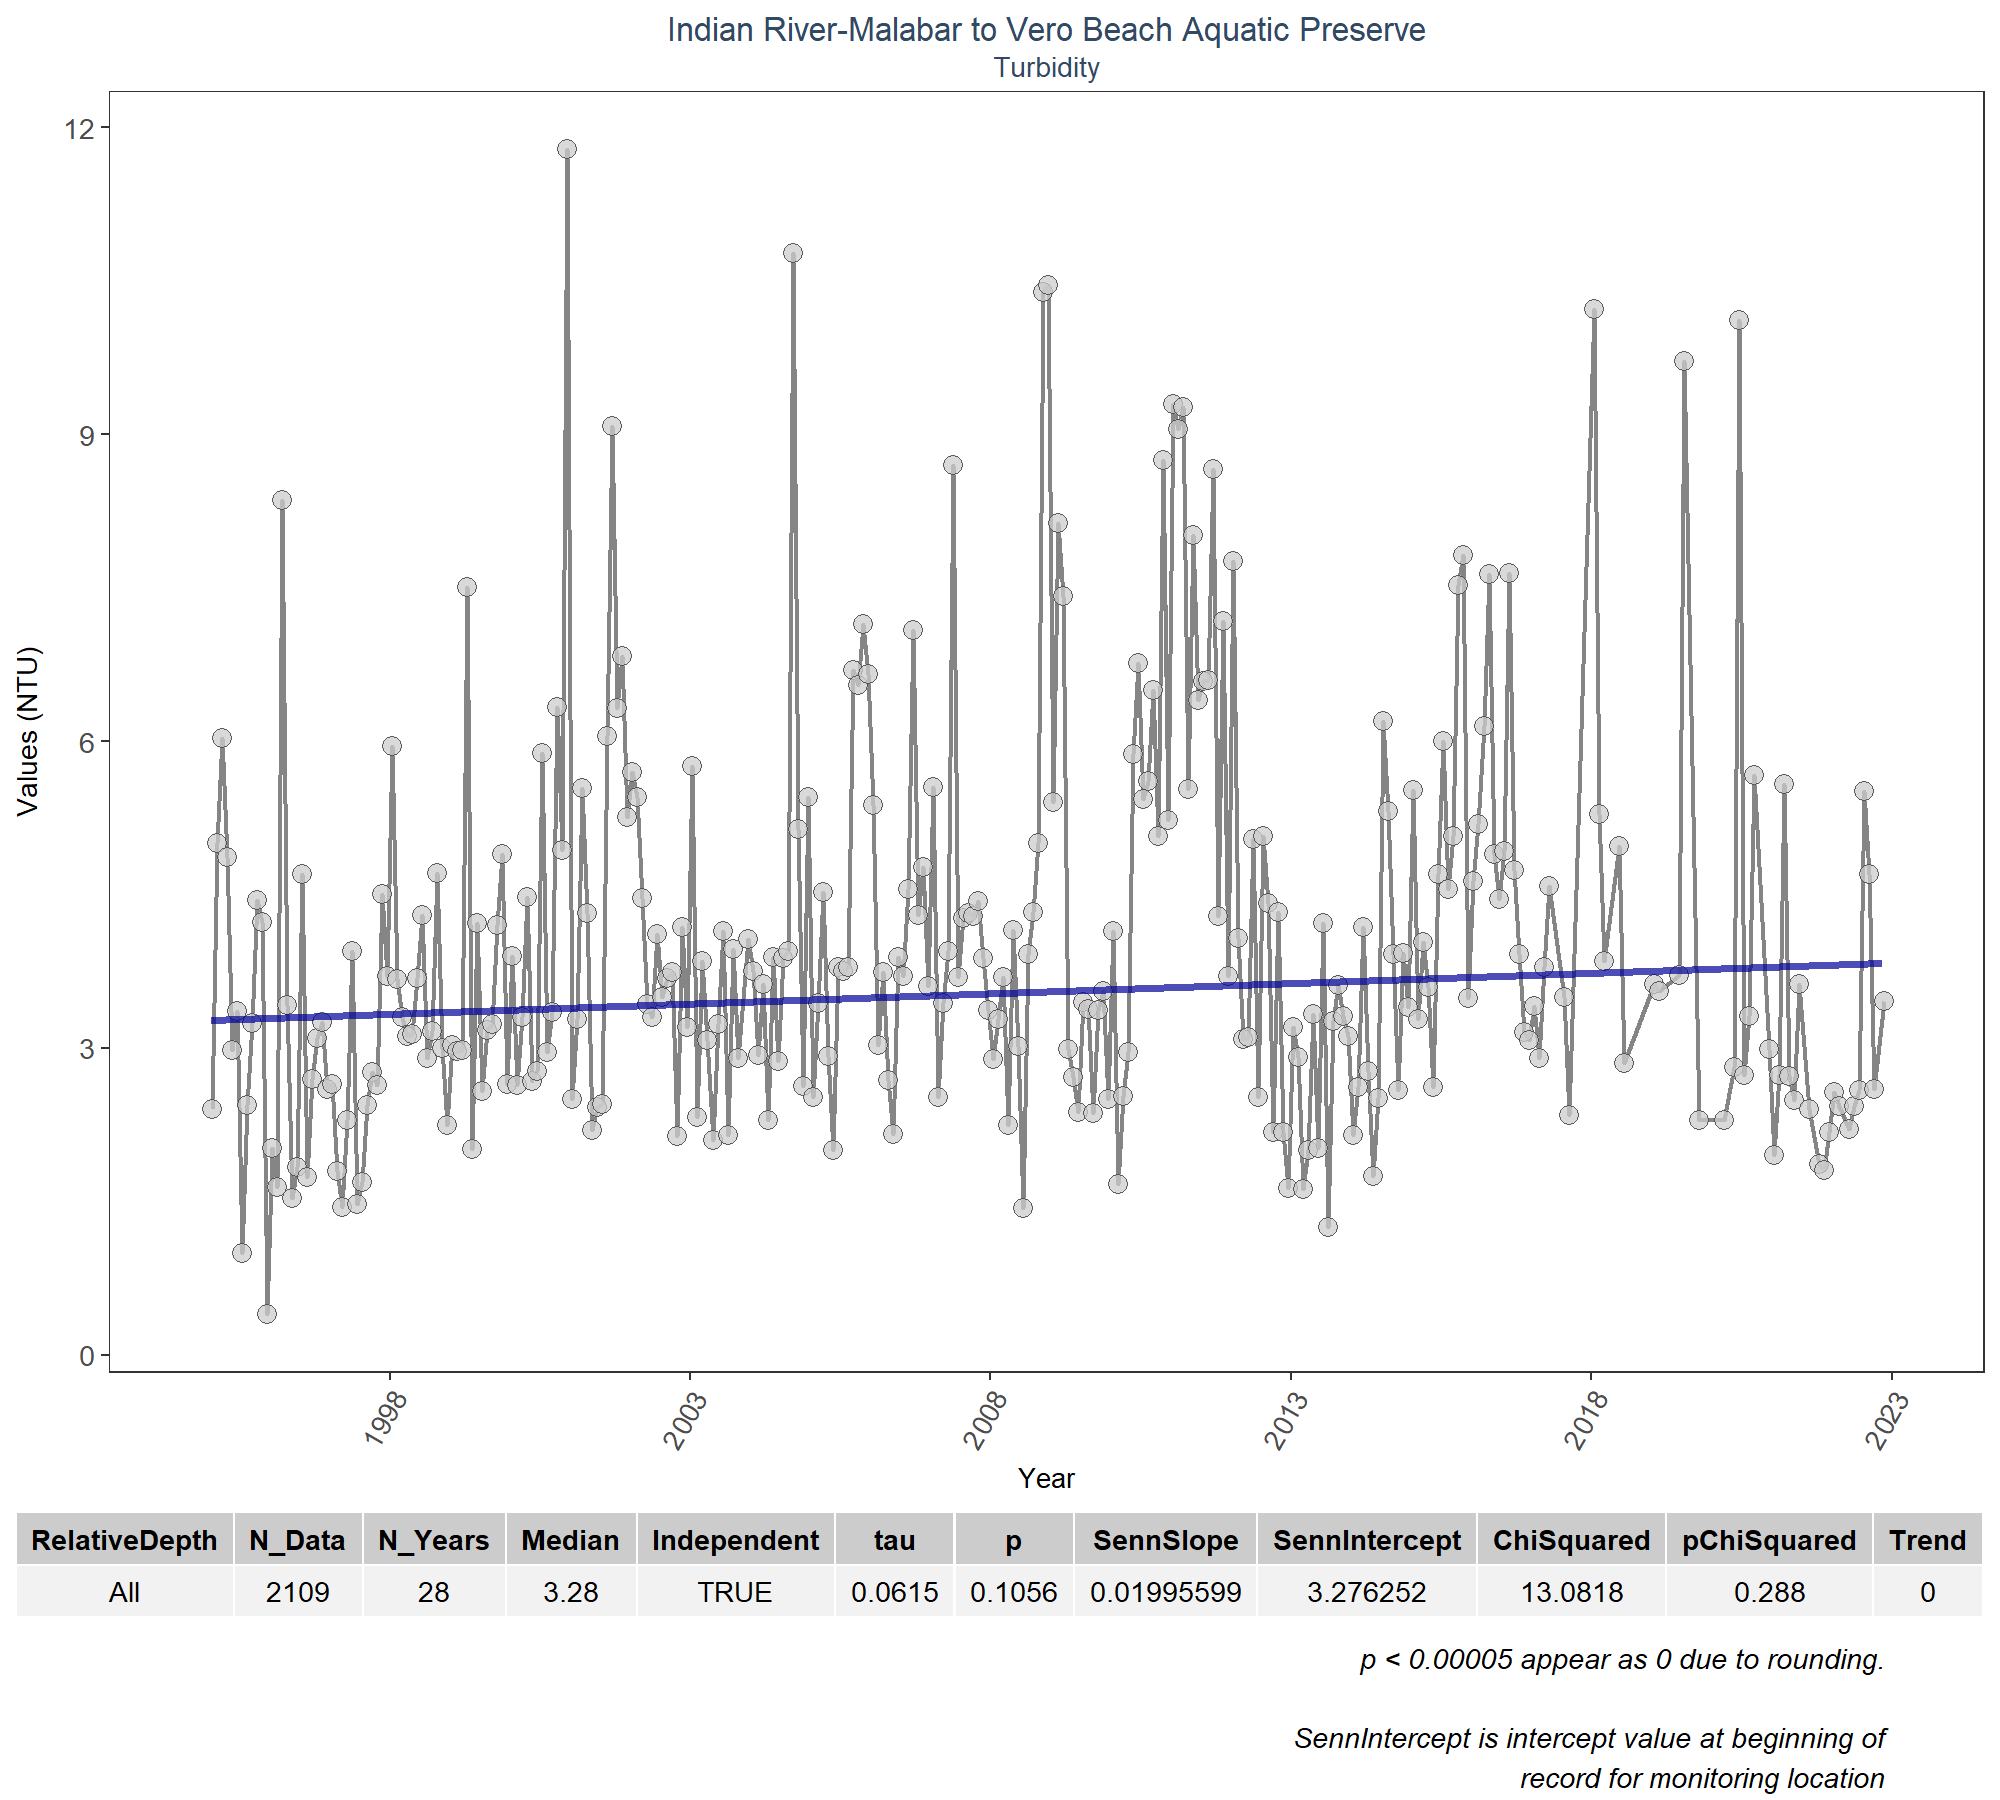 Indian River-Malabar to Vero Beach Aquatic Preserve
Turbidity
12
9
6
3
0
Values (NTU)
1998
2003
2008
2013
2018
2023
Year
RelativeDepth N_Data N_Years Median Independent tau p SennSlope SennIntercept ChiSquared pChiSquared Trend
All 2109 28 3.28 TRUE 0.0615 0.1056 0.01995599 3.276252 13.0818 0.288 0
p < 0.00005 appear as 0 due to rounding.
SennIntercept is intercept value at beginning of
record for monitoring location